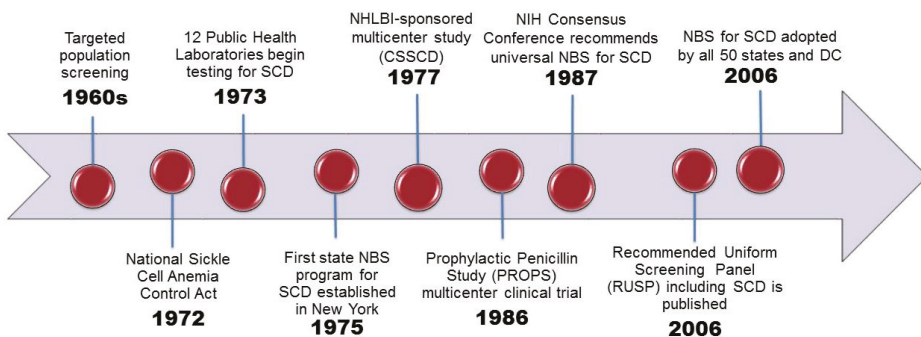 Targeted
population
screening
1960s
National Sickle
Cell Anemia
Control Act
1972
12 Public Health
Laboratories begin
testing for SCD
1973
First state NBS
program for
SCD established
in New York
1975
NHLBI-sponsored
multicenter study
(CSSCD)
1977
Prophylactic Penicillin
Study (PROPS)
multicenter clinical trial
1986
NIH Consensus
Conference recommends
universal NBS for SCD
1987
Recommended Uniform
Screening Panel
(RUSP) including SCD is
published
2006
NBS for SCD adopted
by all 50 states and DC
2006